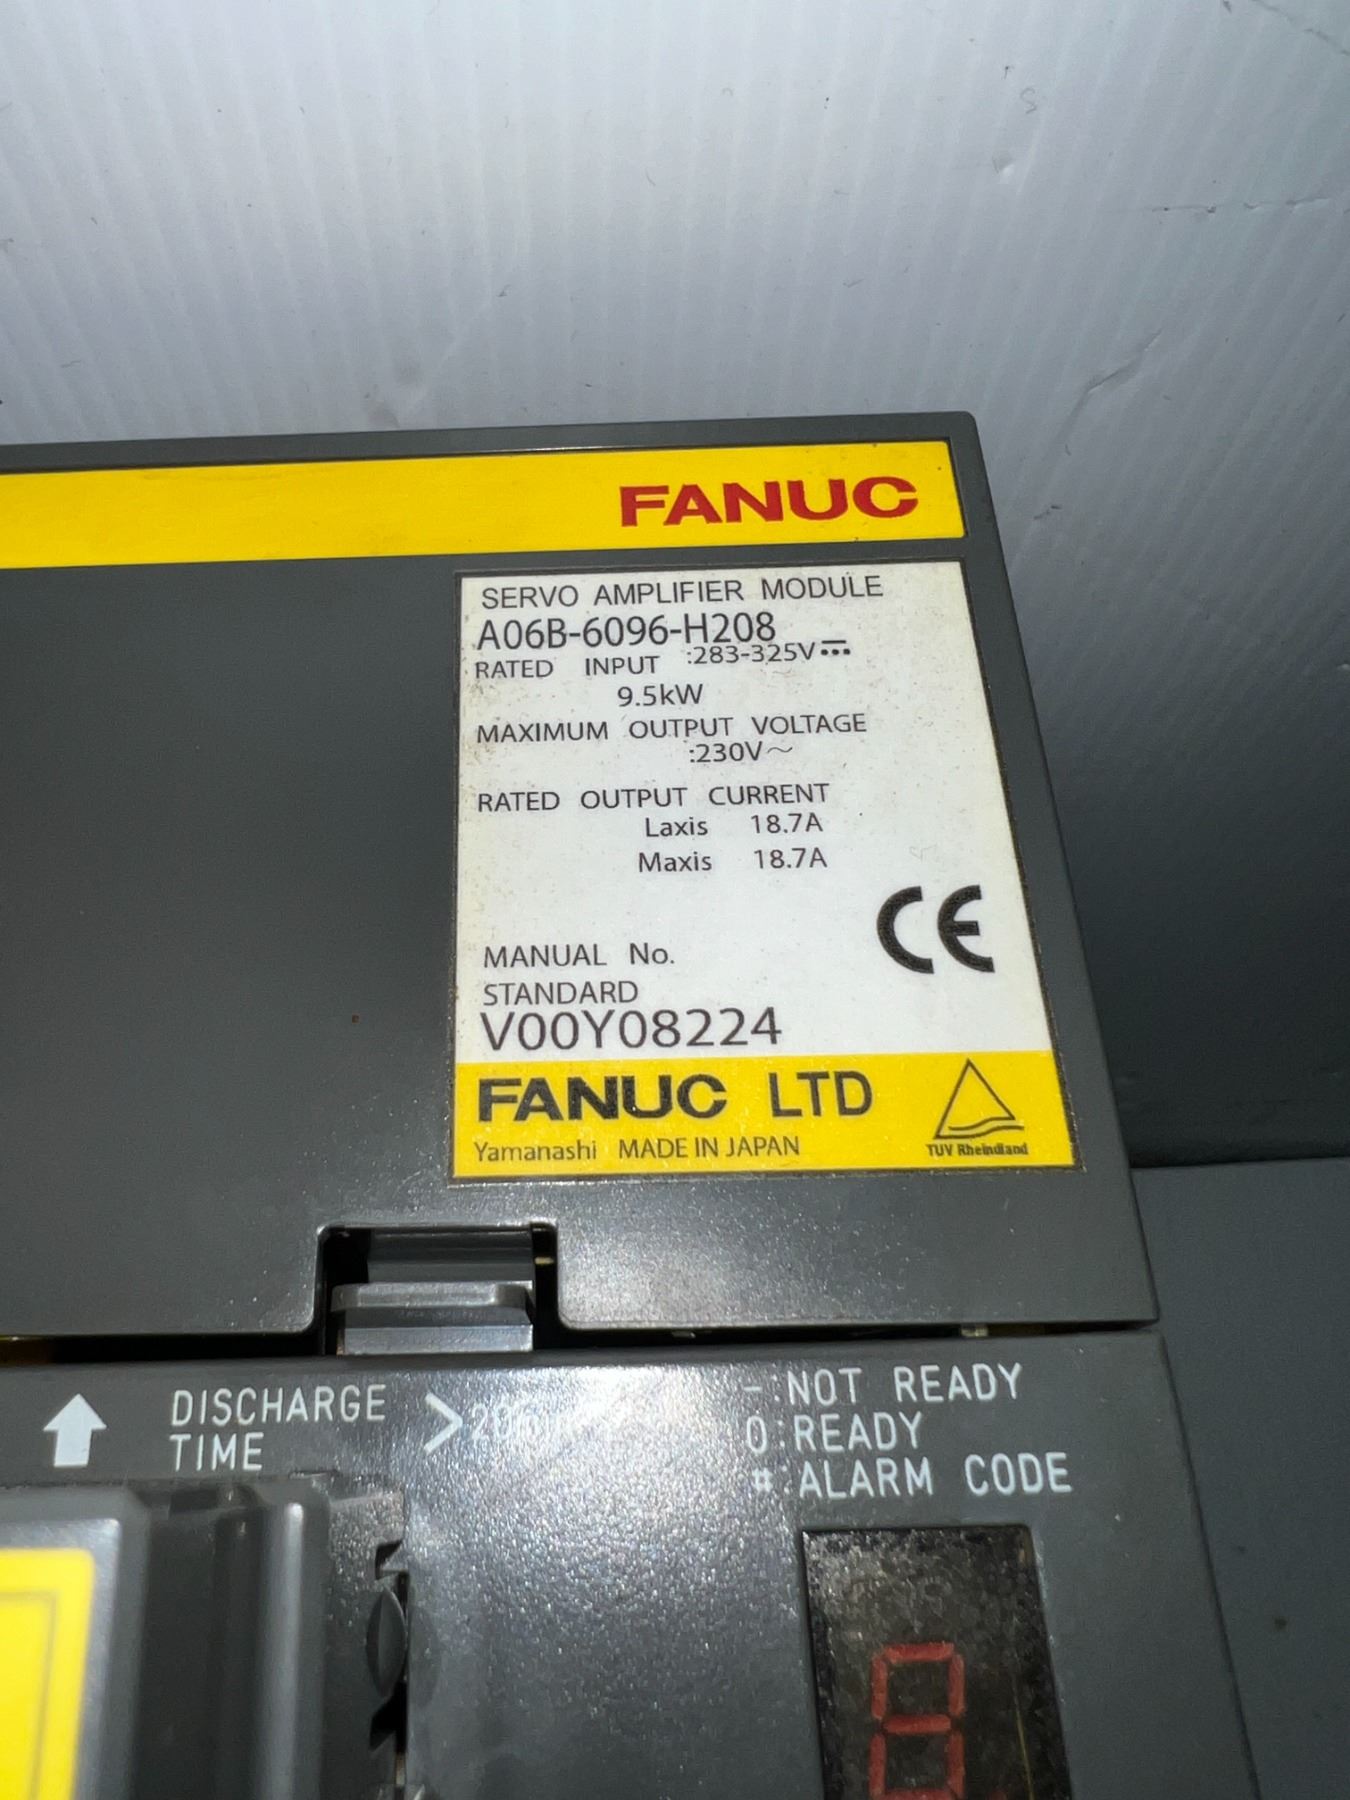 FANUC
SERVO AMPLIFIER MODULE
A06B-6096-H208
RATED INPUT :283-325V
9.5kW
MAXIMUM OUTPUT VOLTAGE
:230V~
RATED OUTPUT CURRENT
Laxis 18.7A
Maxis 18.7A
CE
MANUAL No.
STANDARD
V00Y08224
FANUC LTD
Yamanashi MADE IN JAPAN
TUV Rheindland
DISCHARGE
TIME
-:NOT READY
0:READY
#:ALARM CODE